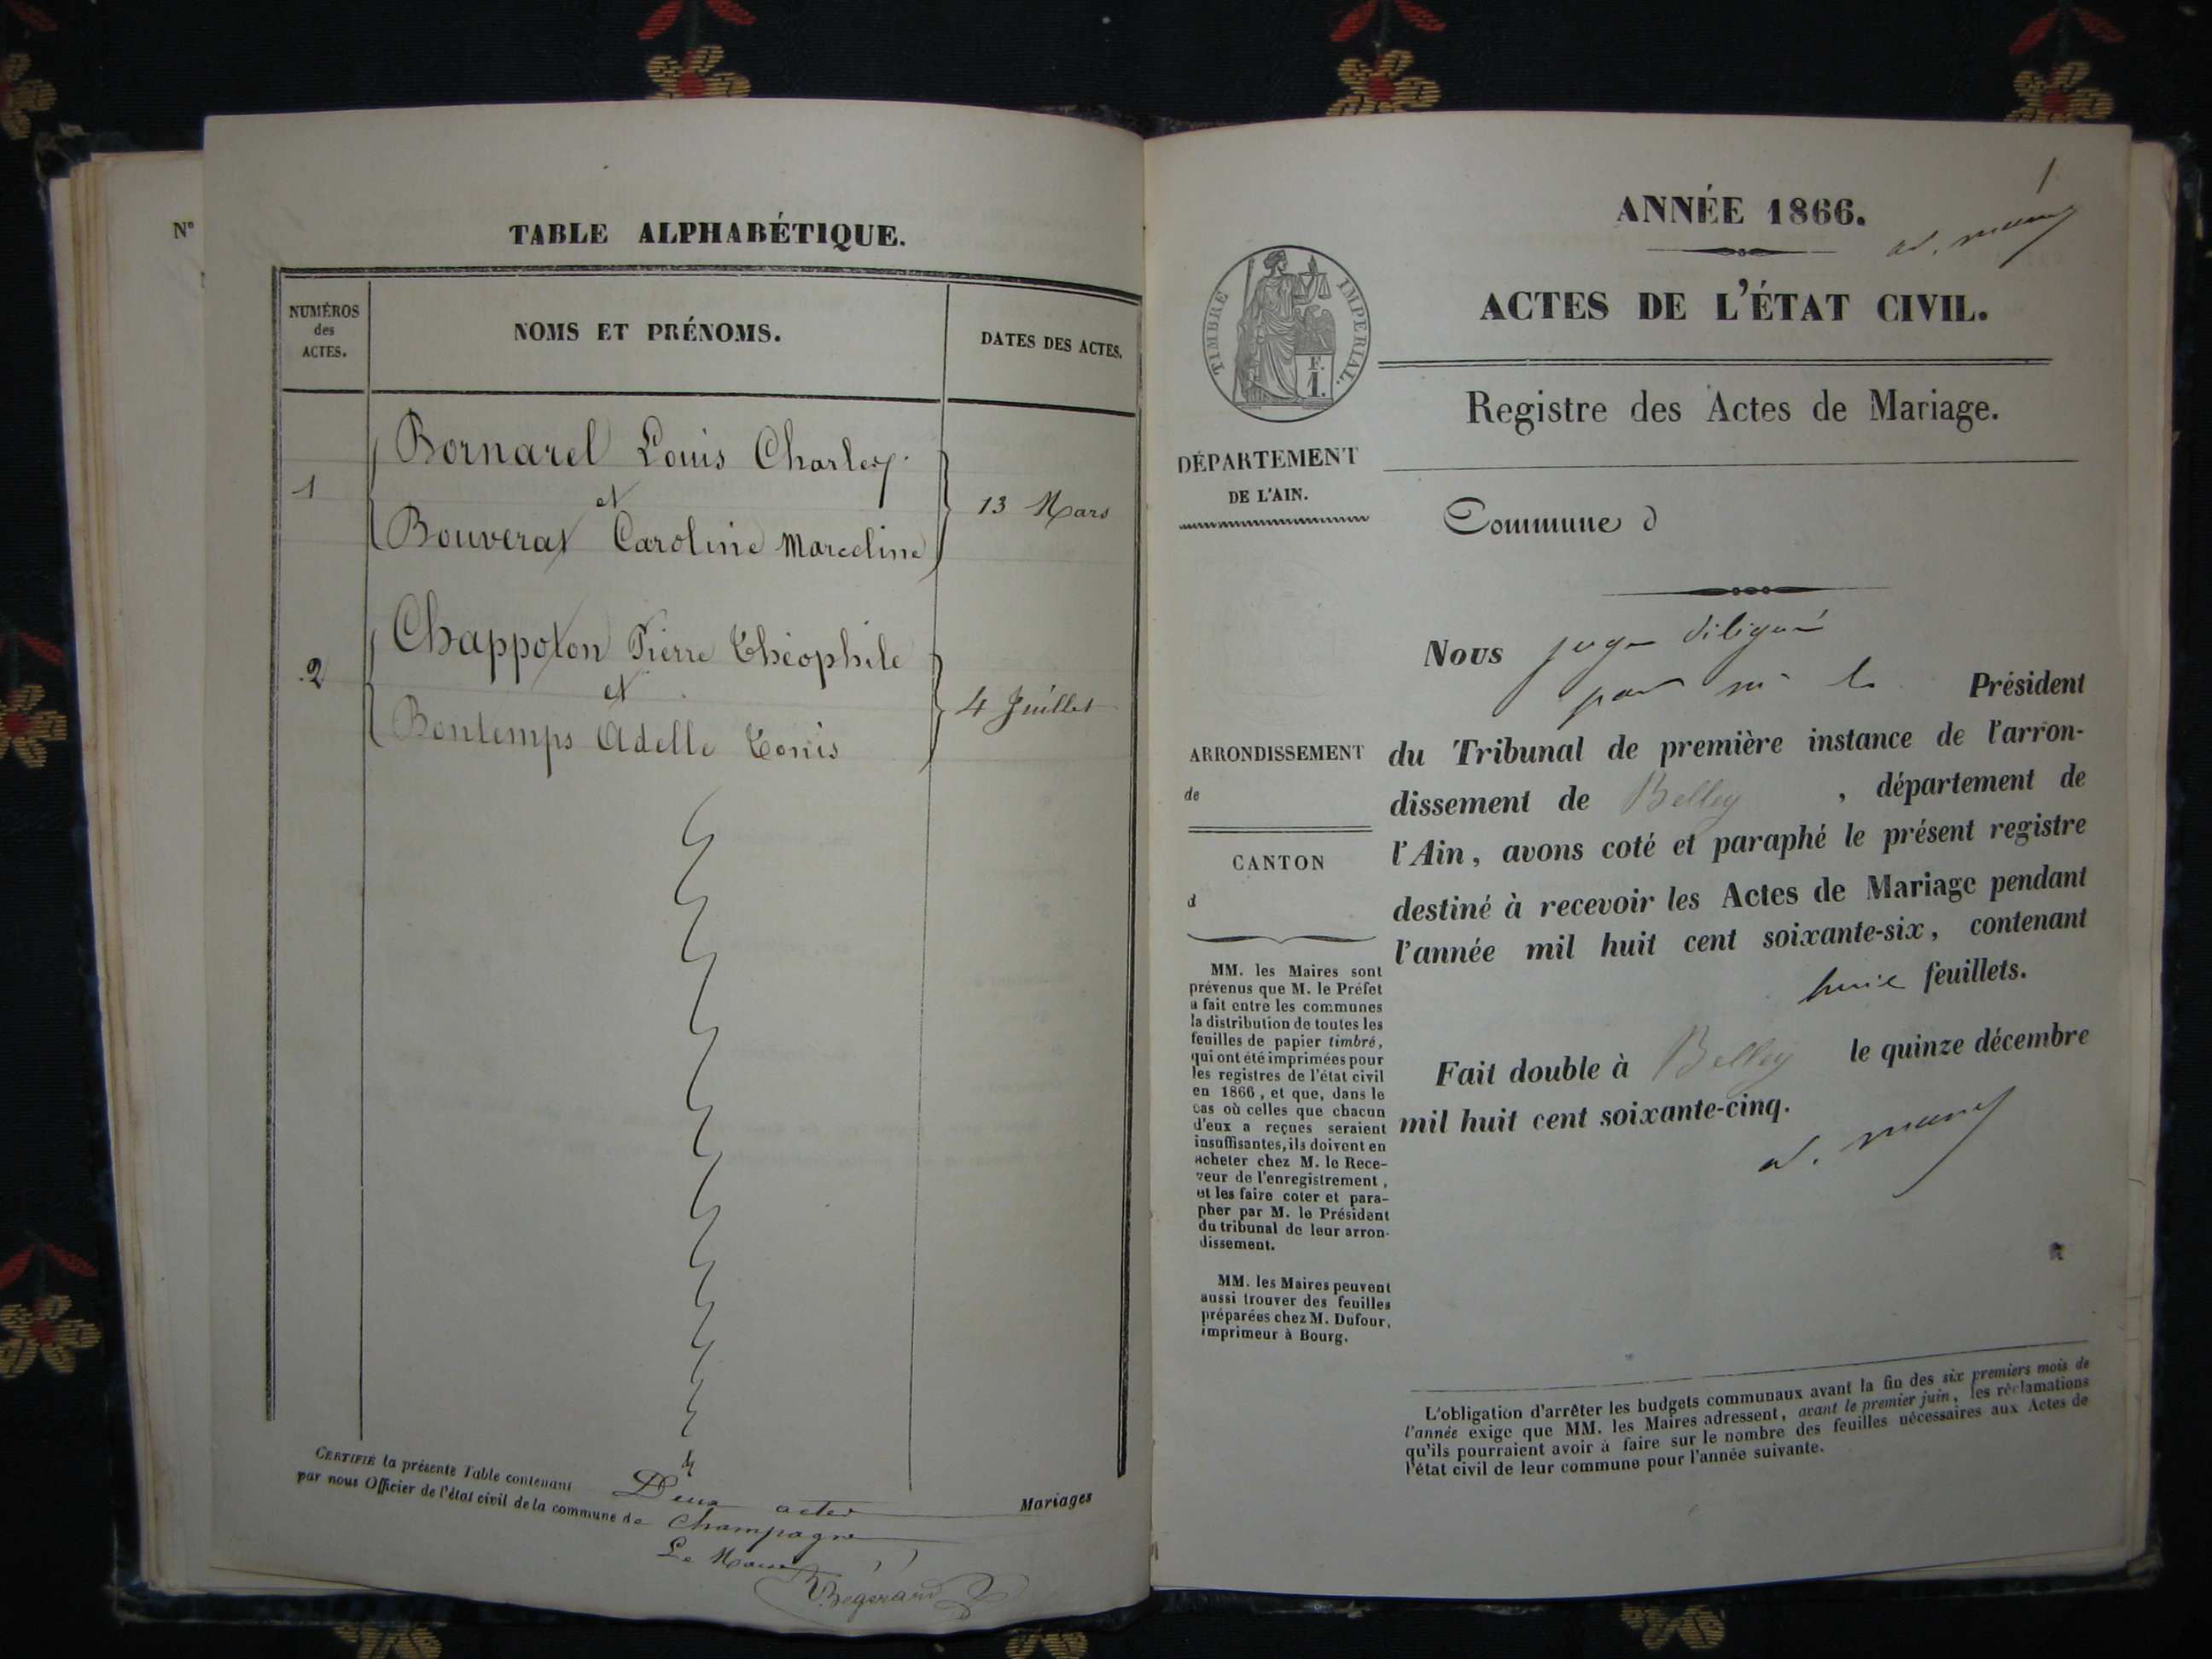 N°
TABLE ALPHABÉTIQUE.
NUMÉROS
des
ACTES.
NOMS ET PRÉNOMS.
DATES DES ACTES.
Bornarel Louis Charles
1
et
13 Mars
Bouverat Caroline Marceline
Chappoton Pierre Théophile
2
et
4 Juillet
Bontemps Adelle
CERTIFIÉ la présente Table contenant Deux actes Mariages
par nous Officier de l'état civil de la commune de Champagne
Le Maire
ANNÉE 1866.
1
ACTES DE L'ÉTAT CIVIL.
TIMBRE IMPERIAL.
F.
1.
Registre des Actes de Mariage.
DÉPARTEMENT
DE L'AIN.
Commune d
Nous juge délégué
par m le Président
du Tribunal de première instance de l'arron-
dissement de Belley , département de
l'Ain, avons coté et paraphé le présent registre
destiné à recevoir les Actes de Mariage pendant
l'année mil huit cent soixante-six, contenant
huit feuillets.
Fait double à Belley le quinze décembre
mil huit cent soixante-cinq.
ARRONDISSEMENT
de
CANTON
d
MM. les Maires sont
prévenus que M. le Préfet
a fait entre les communes
la distribution de toutes les
feuilles de papier timbré,
qui ont été imprimées pour
les registres de l'état civil
en 1866, et que, dans le
cas où celles que chacun
d'eux a reçues seraient
insuffisantes, ils doivent en
acheter chez M. le Rece-
veur de l'enregistrement,
et les faire coter et para-
pher par M. le Président
du tribunal de leur arron-
dissement.
MM. les Maires peuvent
aussi trouver des feuilles
préparées chez M. Dufour,
imprimeur à Bourg.
L'obligation d'arrêter les budgets communaux avant la fin des six premiers mois de
l'année exige que MM. les Maires adressent, avant le premier juin, les réclamations
qu'ils pourraient avoir à faire sur le nombre des feuilles nécessaires aux Actes de
l'état civil de leur commune pour l'année suivante.